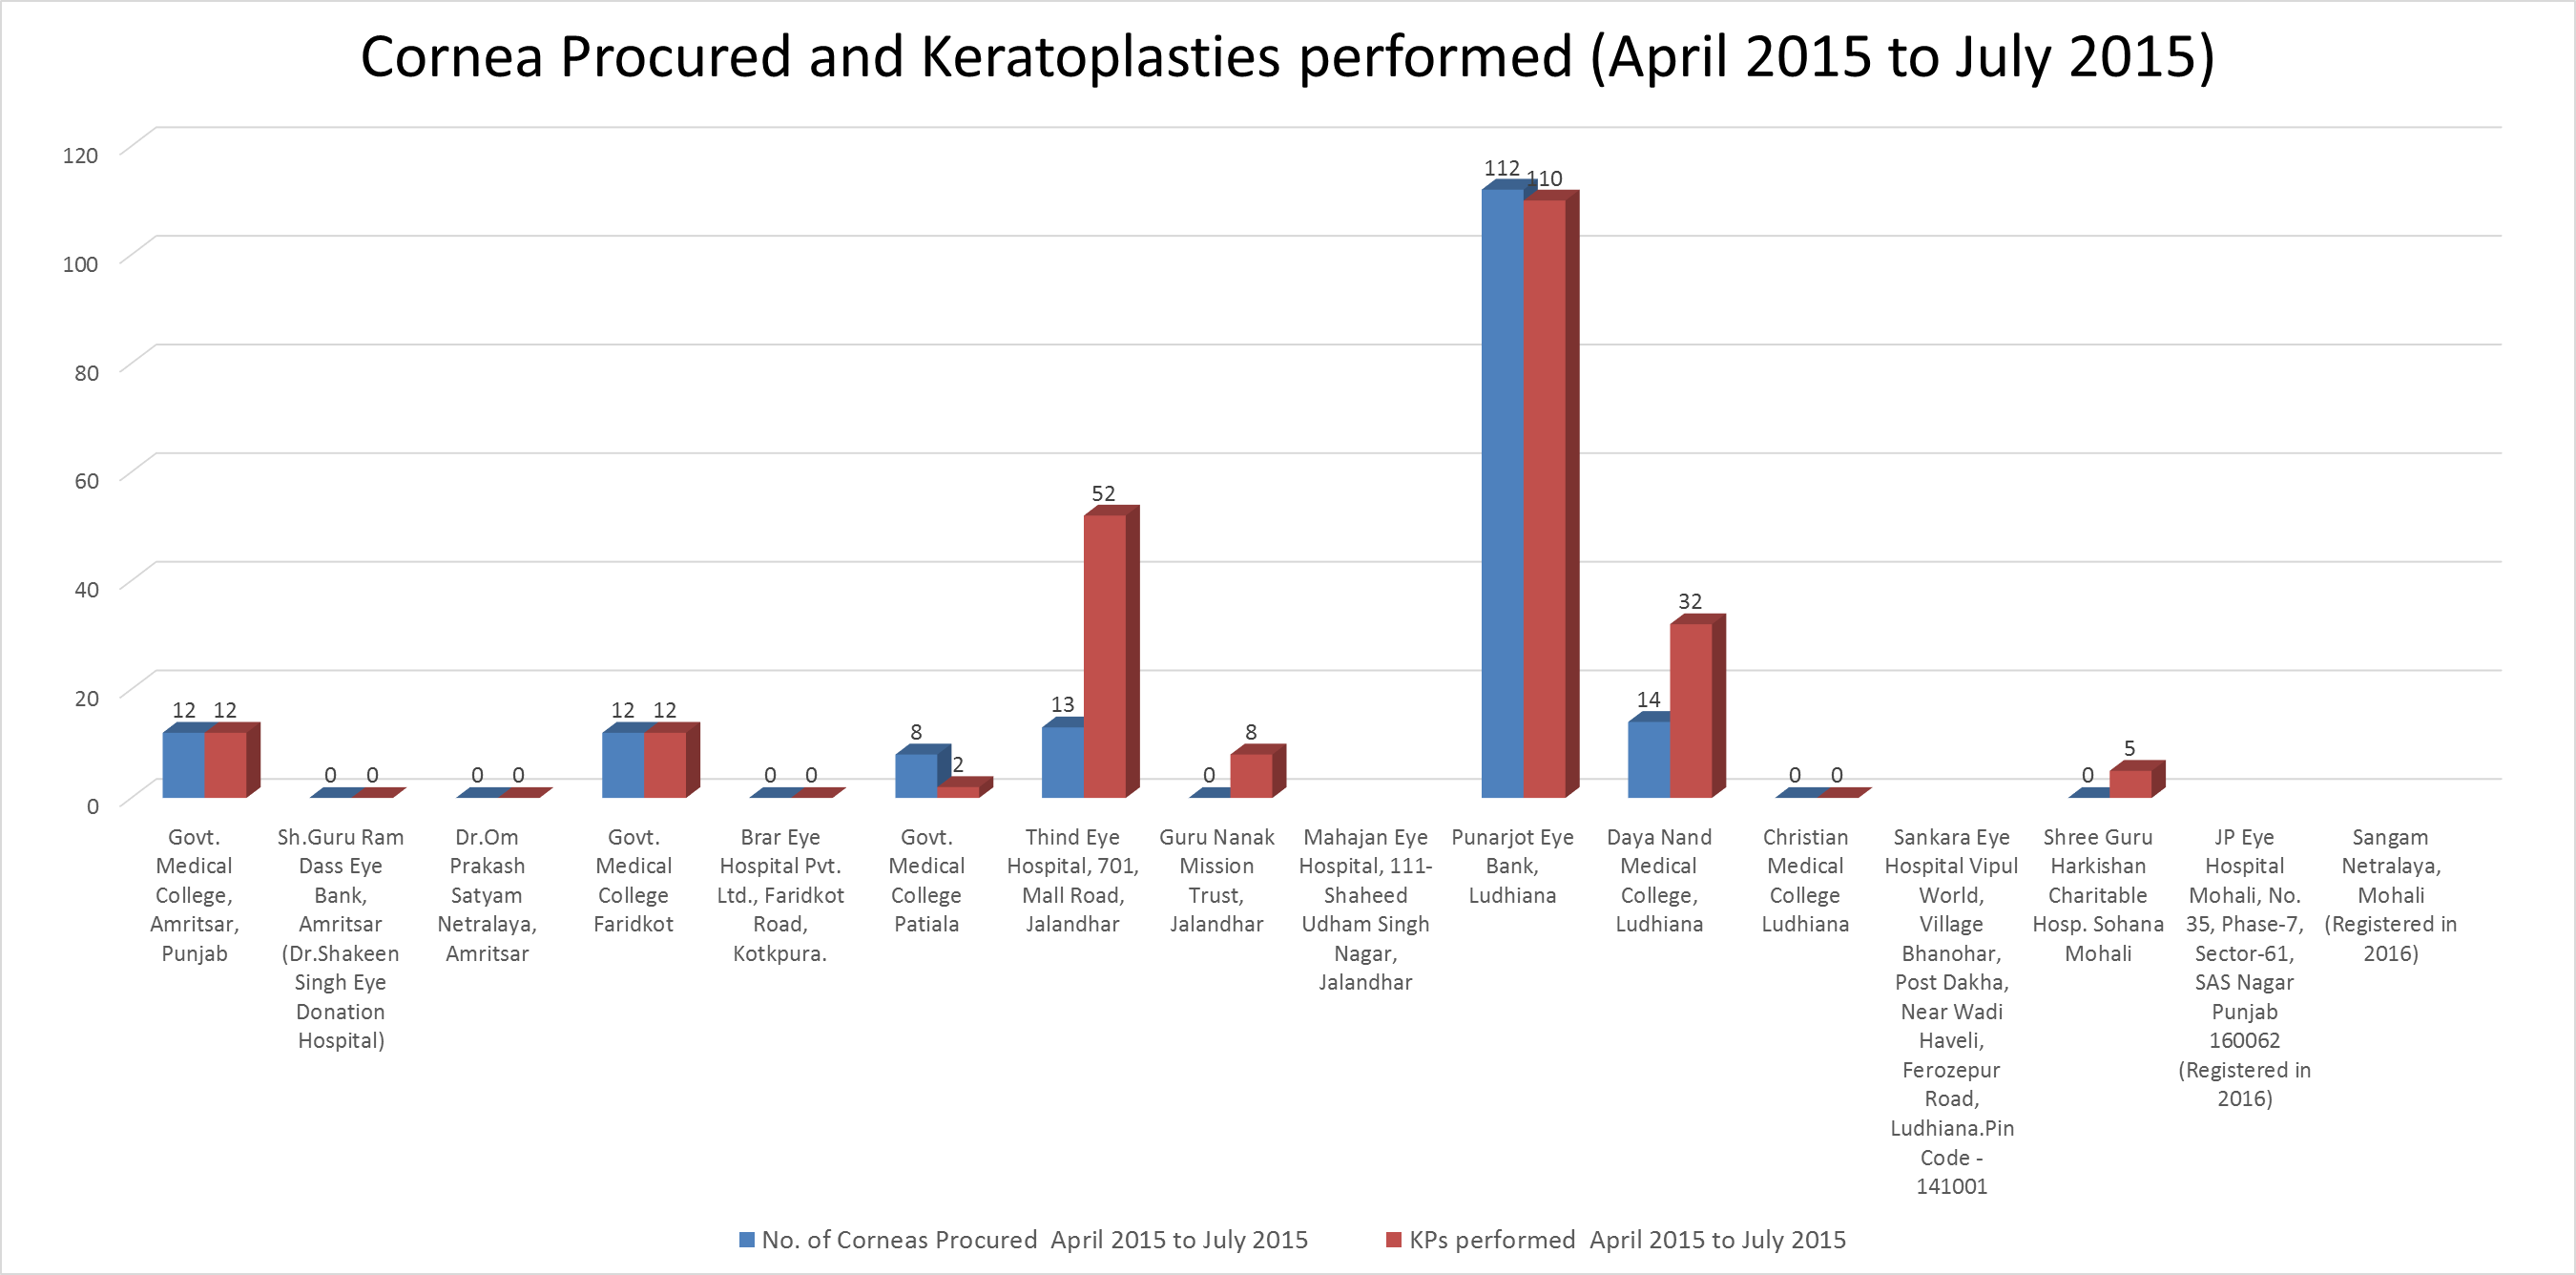 Cornea Procured and Keratoplasties performed (April 2015 to July 2015)
120
100
80
60
40
20
0
12
12
0
0
0
0
12
12
0
0
8
2
13
52
0
8
112
110
14
32
0
0
0
5
Govt.
Medical
College,
Amritsar,
Punjab
Sh.Guru Ram
Dass Eye
Bank,
Amritsar
(Dr.Shakeen
Singh Eye
Donation
Hospital)
Dr.Om
Prakash
Satyam
Netralaya,
Amritsar
Govt.
Medical
College
Faridkot
Brar Eye
Hospital Pvt.
Ltd., Faridkot
Road,
Kotkpura.
Govt.
Medical
College
Patiala
Thind Eye
Hospital, 701,
Mall Road,
Jalandhar
Guru Nanak
Mission
Trust,
Jalandhar
Mahajan Eye
Hospital, 111-
Shaheed
Udham Singh
Nagar,
Jalandhar
Punarjot Eye
Bank,
Ludhiana
Daya Nand
Medical
College,
Ludhiana
Christian
Medical
College
Ludhiana
Sankara Eye
Hospital Vipul
World,
Village
Bhanohar,
Post Dakha,
Near Wadi
Haveli,
Ferozepur
Road,
Ludhiana.Pin
Code -
141001
Shree Guru
Harkishan
Charitable
Hosp. Sohana
Mohali
JP Eye
Hospital
Mohali, No.
35, Phase-7,
Sector-61,
SAS Nagar
Punjab
160062
(Registered in
2016)
Sangam
Netralaya,
Mohali
(Registered in
2016)
No. of Corneas Procured  April 2015 to July 2015
KPs performed  April 2015 to July 2015